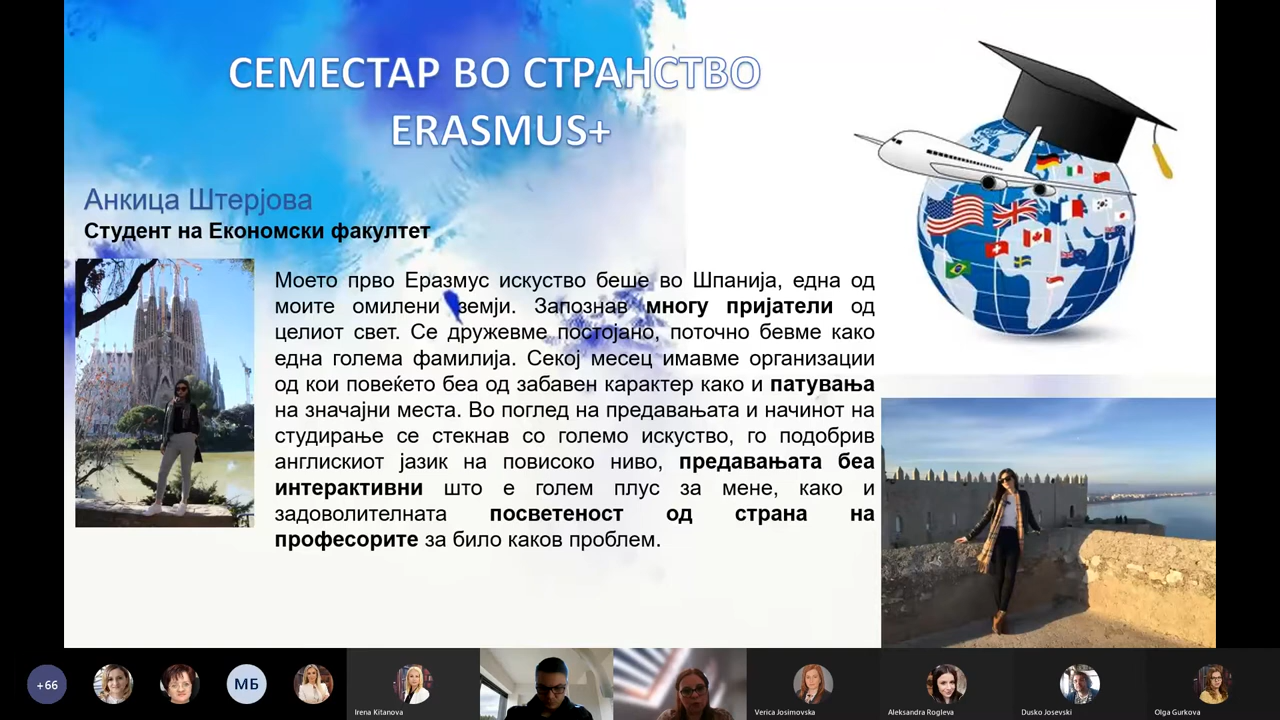 СЕМЕСТАР ВО СТРАНСТВО
ERASMUS+
Анкица Штерјова
Студент на Економски факултет
Моето прво Еразмус искуство беше во Шпанија, една од
моите омилени земји. Запознав многу пријатели од
целиот свет. Се дружевме постојано, поточно бевме како
една голема фамилија. Секој месец имавме организации
од кои повеќето беа од забавен карактер како и патувања
на значајни места. Во поглед на предавањата и начинот на
студирање се стекнав со големо искуство, го подобрив
англискиот јазик на повисоко ниво, предавањата беа
интерактивни што е голем плус за мене, како и
задоволителната посветеност од страна на
професорите за било каков проблем.
+66
МБ
Irena Kitanova
Verica Josimovska
Aleksandra Rogleva
Dusko Josevski
Olga Gurkova